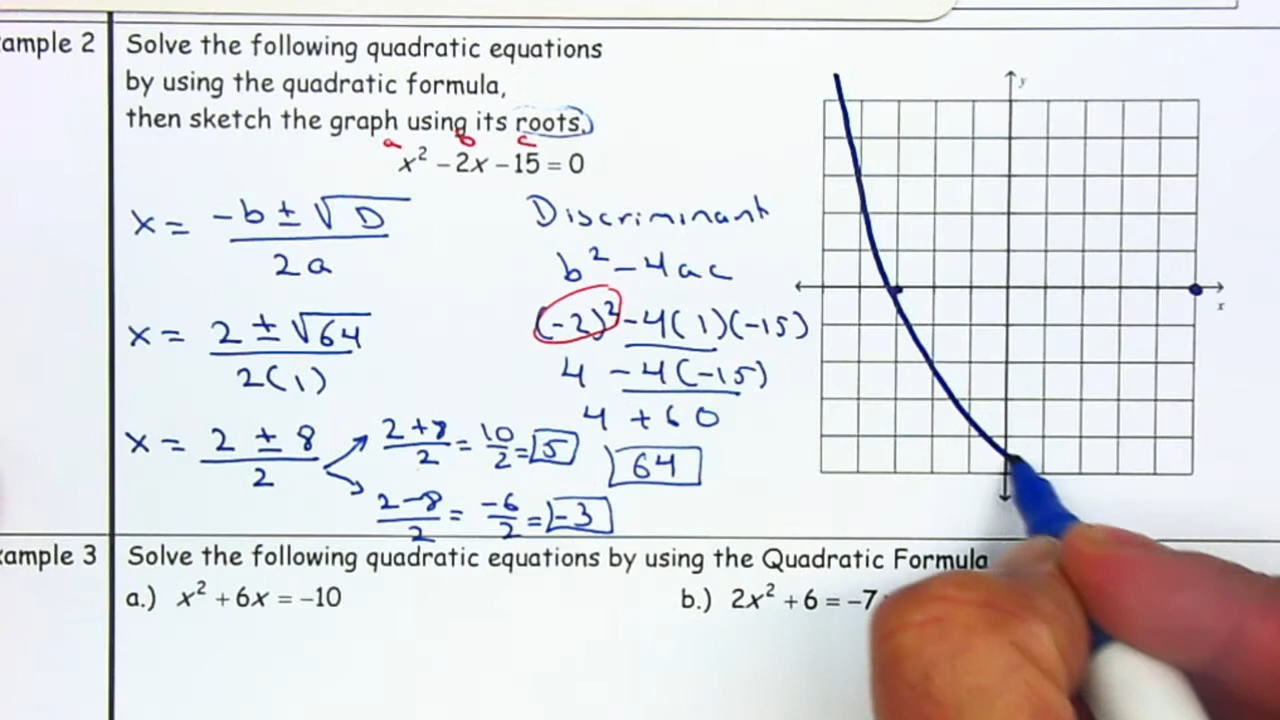 ample 2
Solve the following quadratic equations
by using the quadratic formula,
then sketch the graph using its roots.
a b c
x² - 2x - 15 = 0
x = -b ± √D / 2a
x = 2 ± √64 / 2(1)
x = 2 ± 8 / 2
2+8 / 2 = 10 / 2 = 5
2-8 / 2 = -6 / 2 = -3
Discriminant
b² - 4ac
(-2)² - 4(1)(-15)
4 - 4(-15)
4 + 60
64
y
x
ample 3
Solve the following quadratic equations by using the Quadratic Formula
a.) x² + 6x = -10
b.) 2x² + 6 = -7